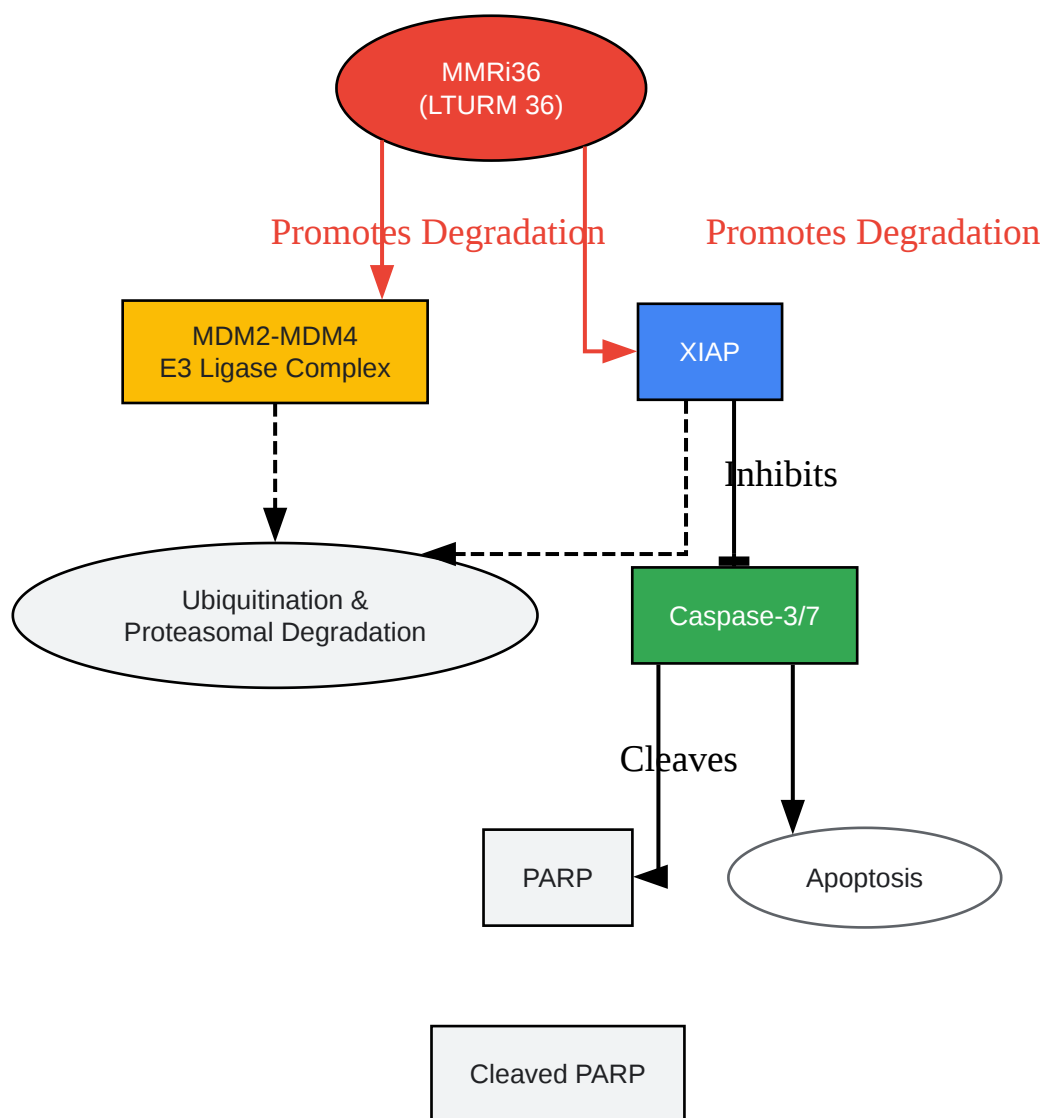 MMRi36
(LTURM 36)
Promotes Degradation
Promotes Degradation
MDM2-MDM4
E3 Ligase Complex
XIAP
Inhibits
Ubiquitination &
Proteasomal Degradation
Caspase-3/7
Cleaves
PARP
Apoptosis
Cleaved PARP